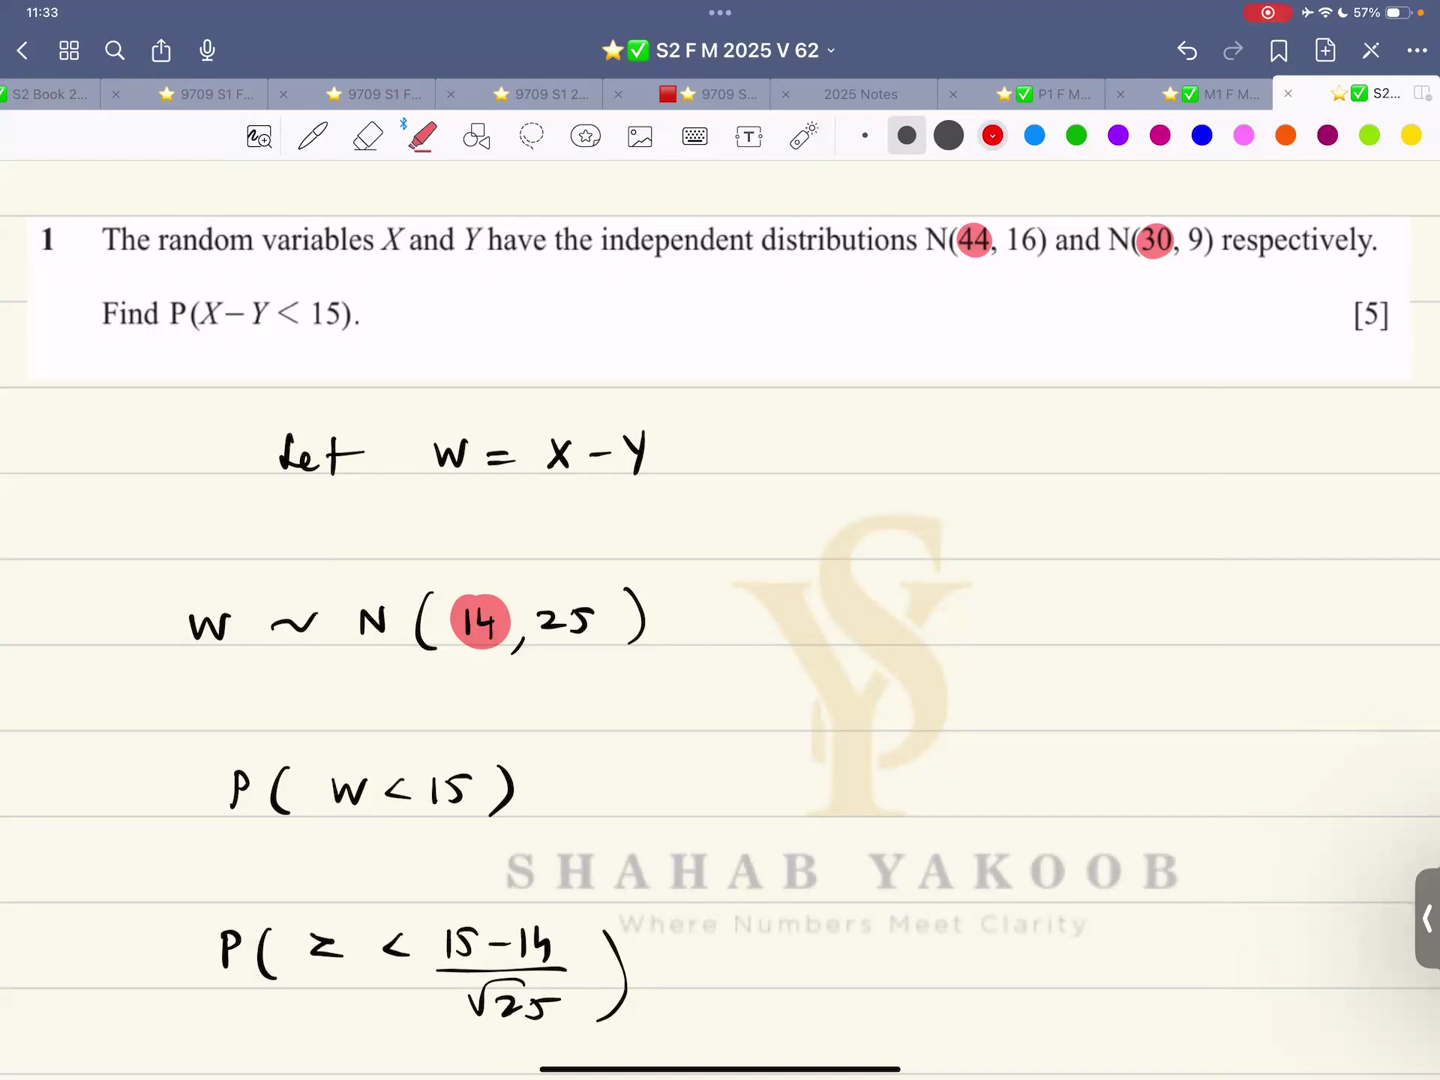 11:33
57%
⭐✅ S2 F M 2025 V 62
S2 Book 2...
⭐ 9709 S1 F...
⭐ 9709 S1 F...
⭐ 9709 S1 2...
🟥⭐ 9709 S...
2025 Notes
⭐✅ P1 F M...
⭐✅ M1 F M...
⭐✅ S2...
1 The random variables X and Y have the independent distributions N(44, 16) and N(30, 9) respectively.
Find P(X − Y < 15). [5]
Let W = X − Y
W ~ N ( 14 , 25 )
P ( W < 15 )
SHAHAB YAKOOB
Where Numbers Meet Clarity
P ( Z < (15 − 14)/√25 )